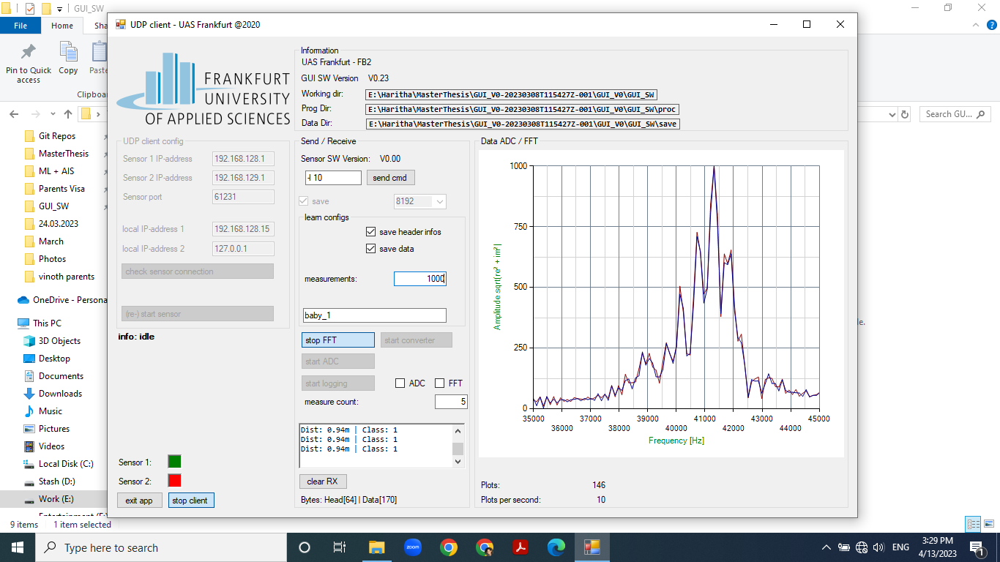 GUI_SW
File
Home
Sha
Pin to Quick
access
Copy
Paste
Clipboa
Search GU...
Git Repos
MasterThesis
ML + AIS
Parents Visa
GUI_SW
24.03.2023
March
Photos
vinoth parents
OneDrive - Persona
This PC
3D Objects
Desktop
Documents
Downloads
Music
Pictures
Videos
Local Disk (C:)
Stash (D:)
Work (E:)
9 items 1 item selected
UDP client - UAS Frankfurt @2020
FRANKFURT
UNIVERSITY
OF APPLIED SCIENCES
Information
UAS Frankfurt - FB2
GUI SW Version V0.23
Working dir: E:\Haritha\MasterThesis\GUI_V0-20230308T115427Z-001\GUI_V0\GUI_SW
Prog Dir: E:\Haritha\MasterThesis\GUI_V0-20230308T115427Z-001\GUI_V0\GUI_SW\proc
Data Dir: E:\Haritha\MasterThesis\GUI_V0-20230308T115427Z-001\GUI_V0\GUI_SW\save
UDP client config
Sensor 1 IP-address 192.168.128.1
Sensor 2 IP-address 192.168.129.1
Sensor port 61231
local IP-address 1 192.168.128.15
local IP-address 2 127.0.0.1
check sensor connection
(re-) start sensor
info: idle
Sensor 1:
Sensor 2:
exit app stop client
Send / Receive
Sensor SW Version: V0.00
-l 10 send cmd
save 8192
learn configs
save header infos
save data
measurements: 1000
baby_1
stop FFT start converter
start ADC
start logging ADC FFT
measure count: 5
Dist: 0.94m | Class: 1
Dist: 0.94m | Class: 1
Dist: 0.94m | Class: 1
clear RX
Bytes: Head[64] | Data[170]
Data ADC / FFT
Amplitude sqrt[re² + im²]
1000
750
500
250
0
35000 37000 39000 41000 43000 45000
36000 38000 40000 42000 44000
Frequency [Hz]
Plots: 146
Plots per second: 10
le.
Type here to search
zoom
ENG
3:29 PM
4/13/2023
1